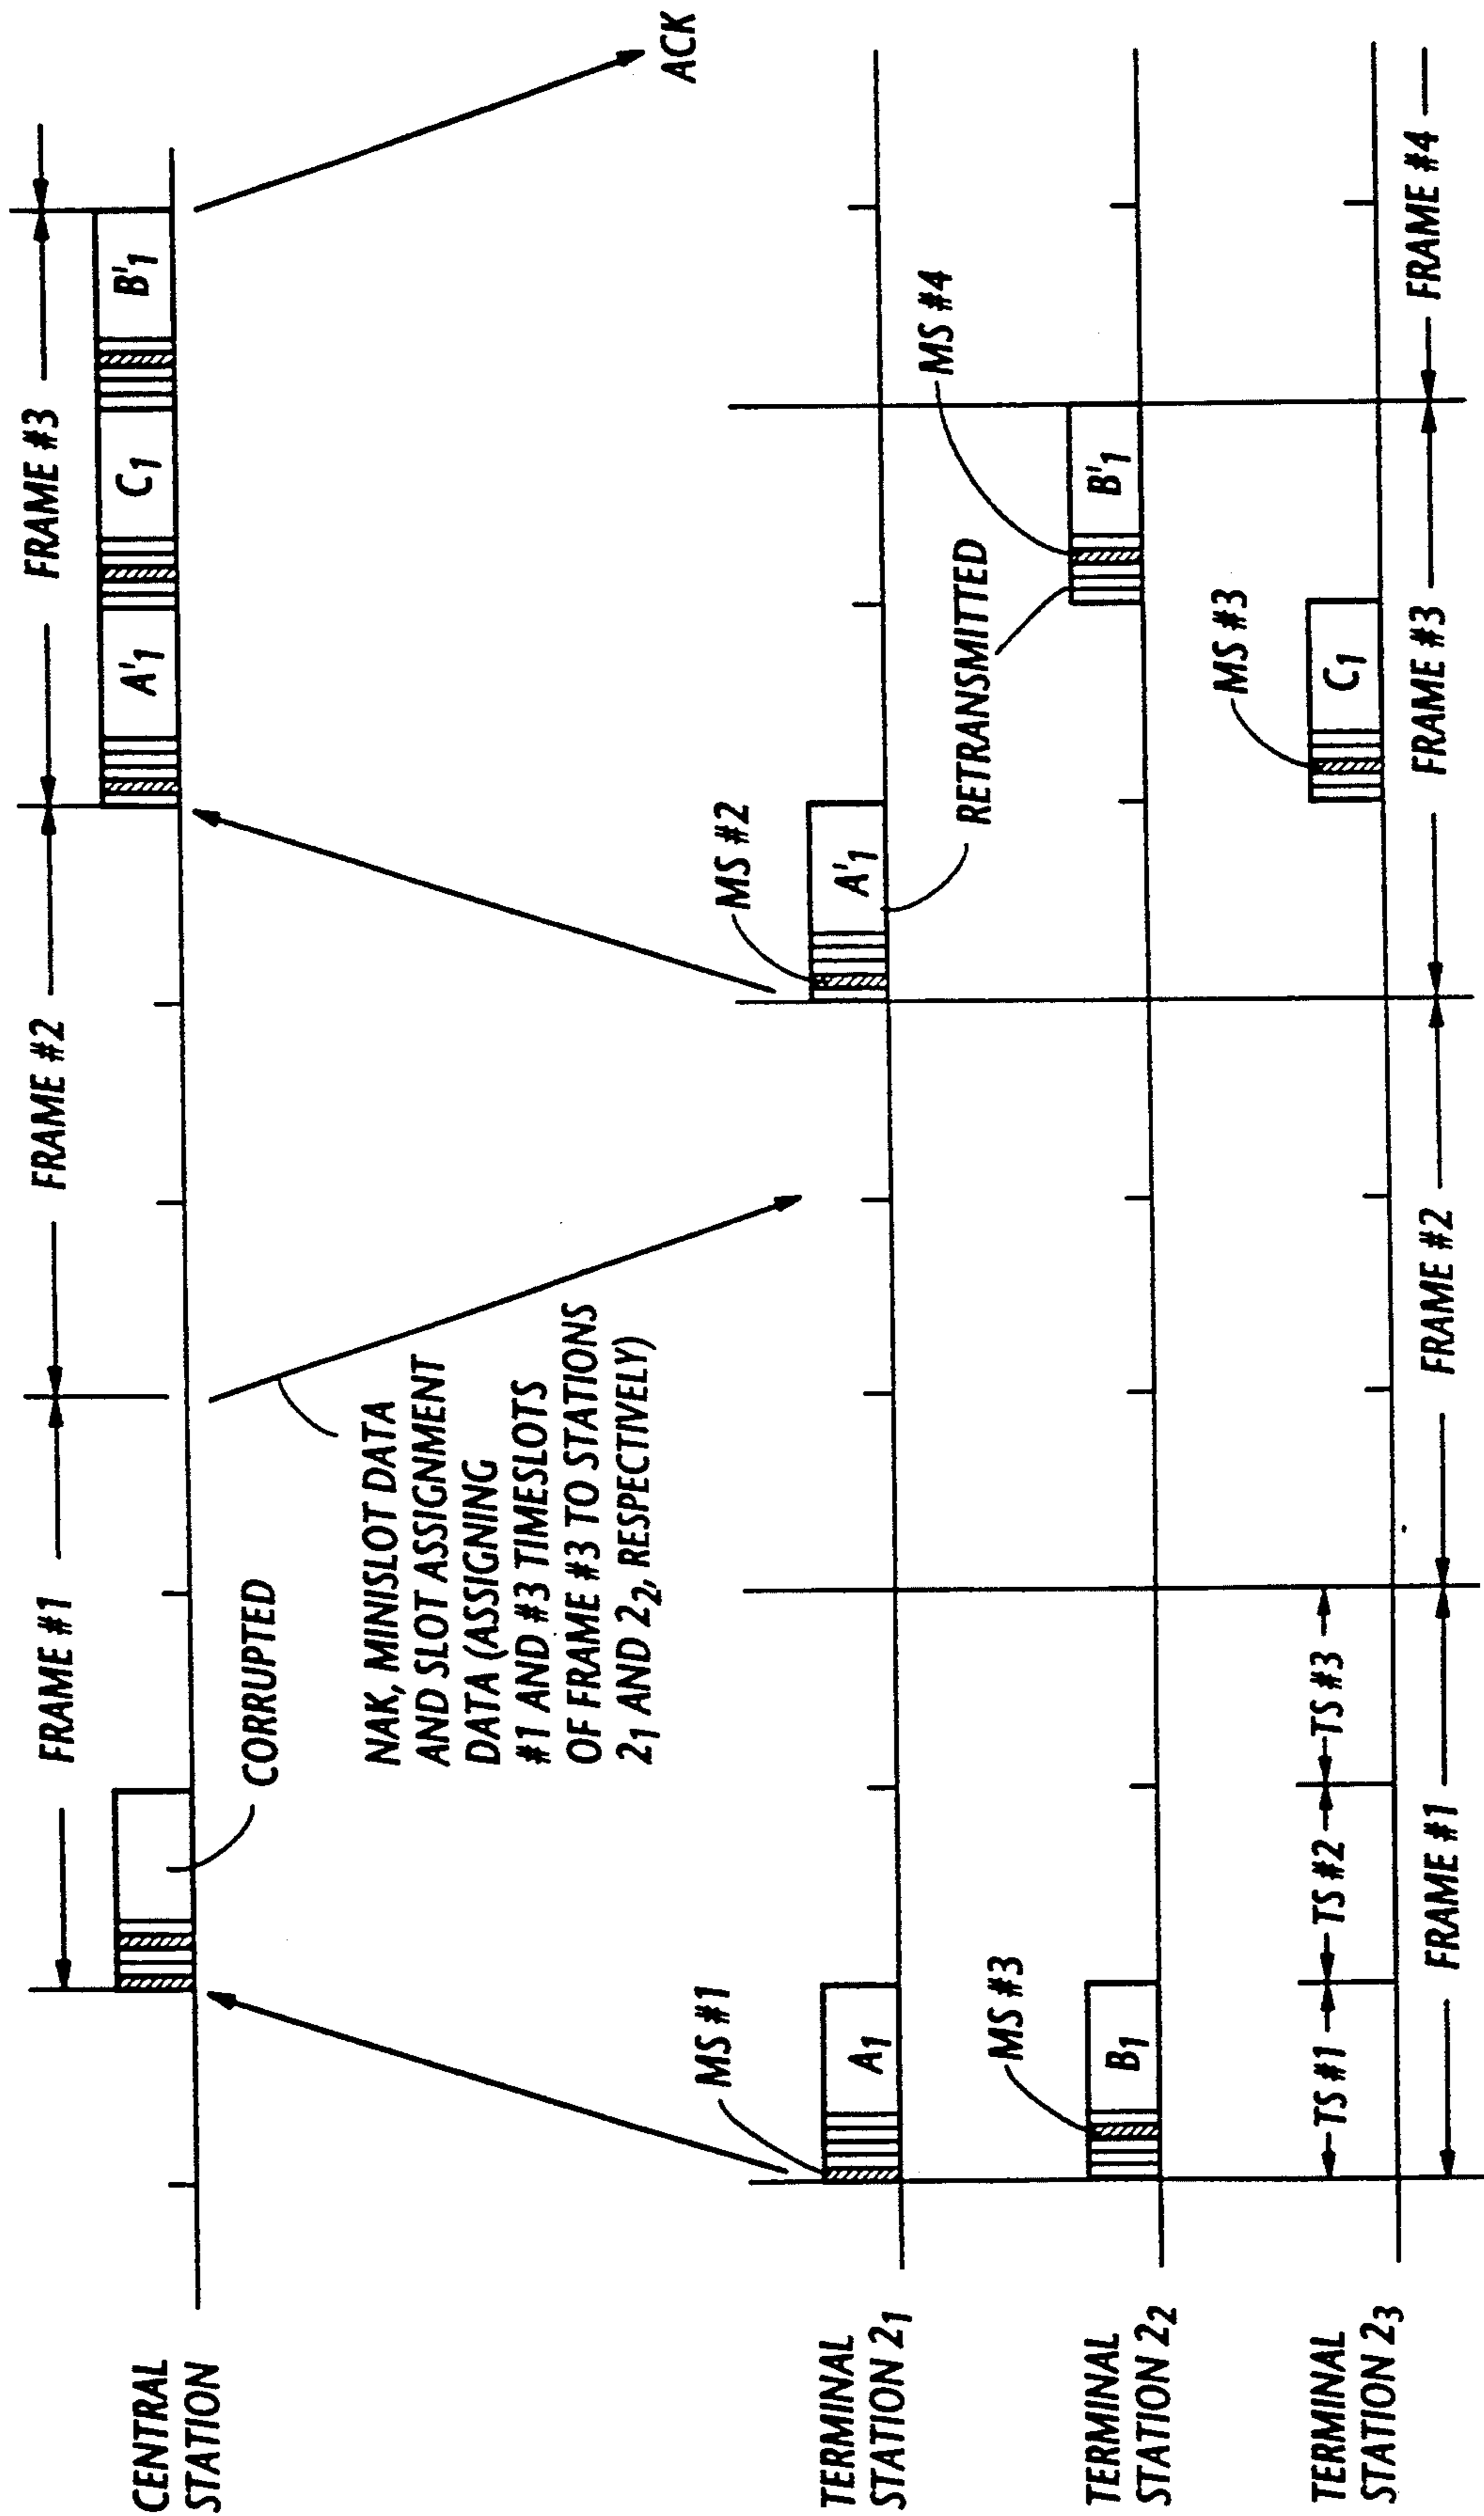 FRAME #1
FRAME #2
FRAME #3
CENTRAL
STATION
A'1
C1
B'1
CORRUPTED
NAK, MINISLOT DATA
AND SLOT ASSIGNMENT
DATA (ASSIGNING
#1 AND #3 TIMESLOTS
OF FRAME #3 TO STATIONS
21 AND 22, RESPECTIVELY)
ACK
MS #1
MS #2
TERMINAL
STATION 21
A1
A'1
RETRANSMITTED
MS #3
MS #4
TERMINAL
STATION 22
B1
B'1
MS #3
TERMINAL
STATION 23
TS #1
TS #2
TS #3
C1
FRAME #1
FRAME #2
FRAME #3
FRAME #4